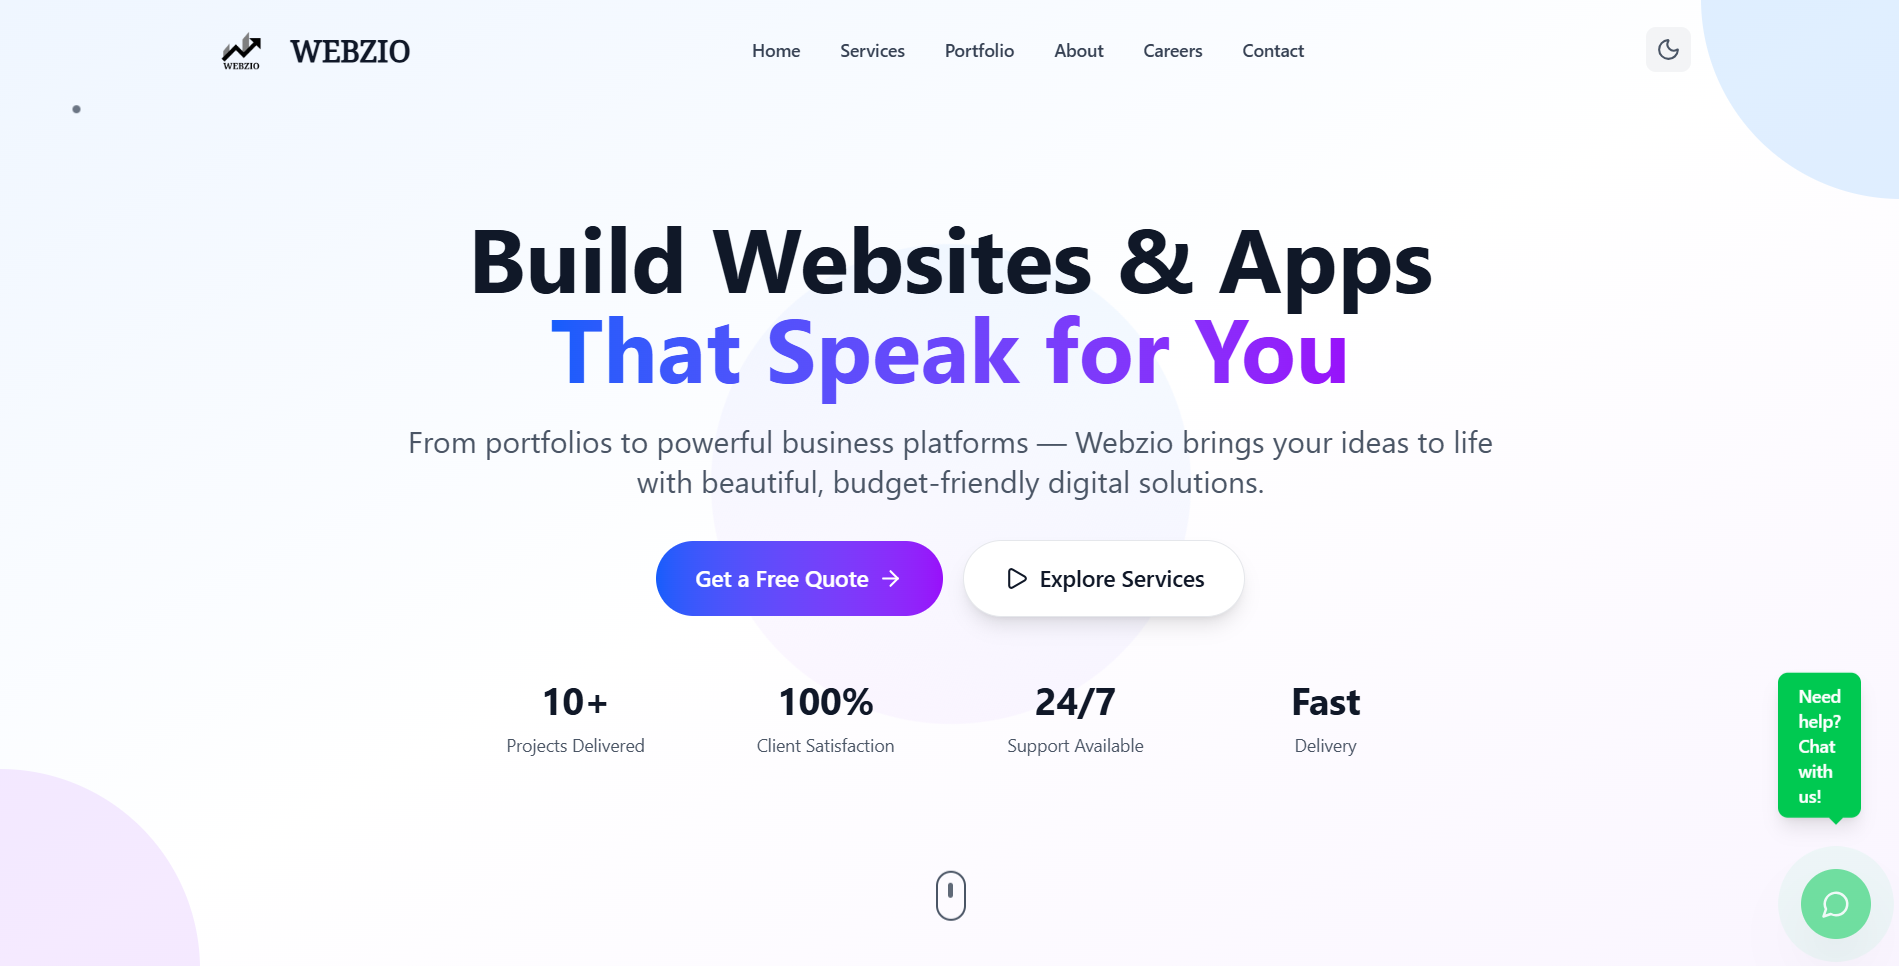 WEBZIO
WEBZIO
Home
Services
Portfolio
About
Careers
Contact
Build Websites & Apps
That Speak for You
From portfolios to powerful business platforms — Webzio brings your ideas to life
with beautiful, budget-friendly digital solutions.
Get a Free Quote
Explore Services
10+
Projects Delivered
100%
Client Satisfaction
24/7
Support Available
Fast
Delivery
Need
help?
Chat
with
us!